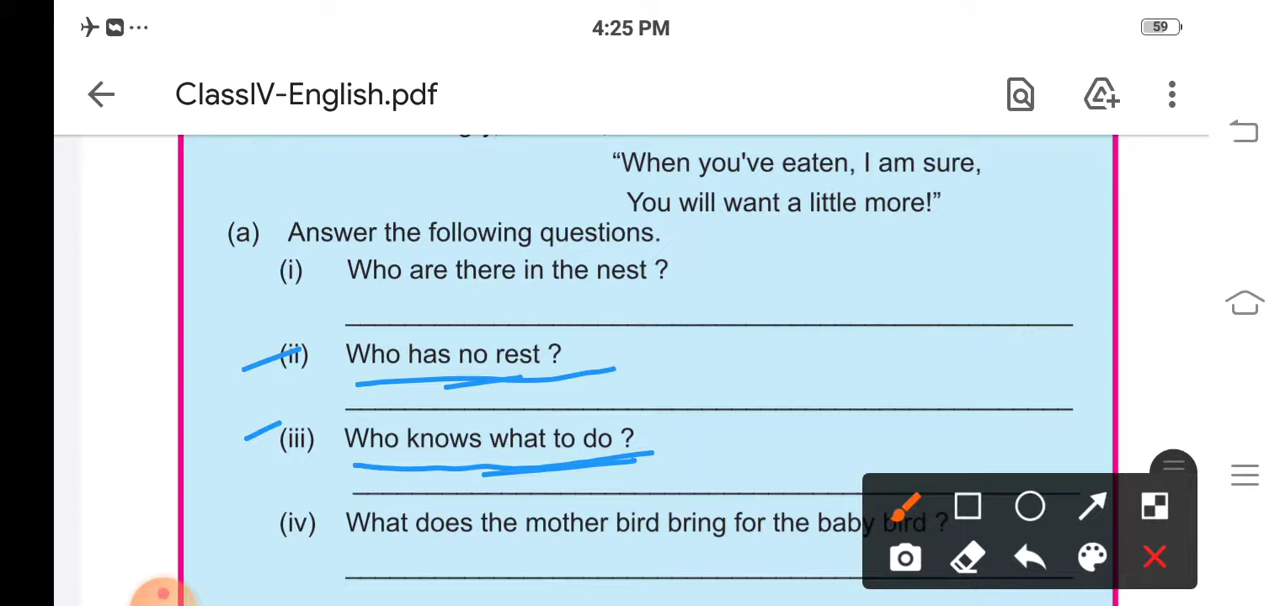 4:25 PM
59
ClassIV-English.pdf
“When you've eaten, I am sure,
You will want a little more!”
(a) Answer the following questions.
(i) Who are there in the nest ?
(ii) Who has no rest ?
(iii) Who knows what to do ?
(iv) What does the mother bird bring for the baby bird ?